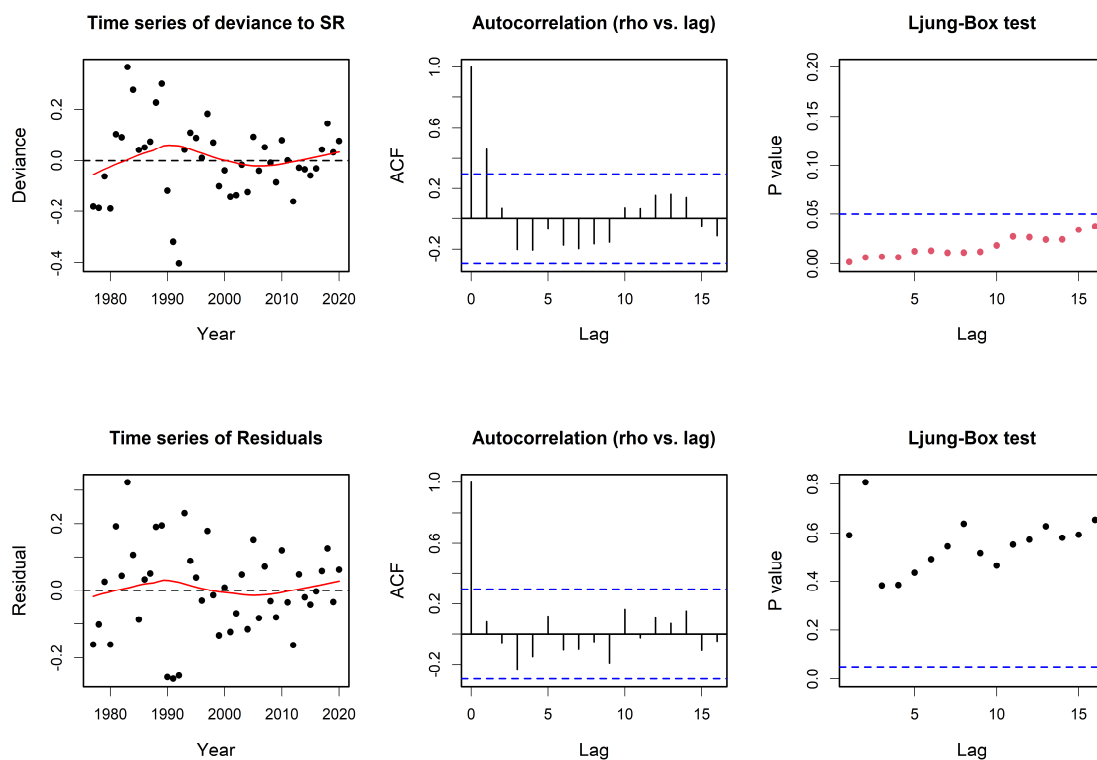 Time series of deviance to SR
Deviance
-0.4 -0.2 0.0 0.2
1980 1990 2000 2010 2020
Year
Autocorrelation (rho vs. lag)
ACF
-0.2 0.2 0.6 1.0
0 5 10 15
Lag
Ljung-Box test
P value
0.00 0.05 0.10 0.15 0.20
5 10 15
Lag
Time series of Residuals
Residual
-0.2 0.0 0.2
1980 1990 2000 2010 2020
Year
Autocorrelation (rho vs. lag)
ACF
-0.2 0.2 0.6 1.0
0 5 10 15
Lag
Ljung-Box test
P value
0.0 0.2 0.4 0.6 0.8
5 10 15
Lag